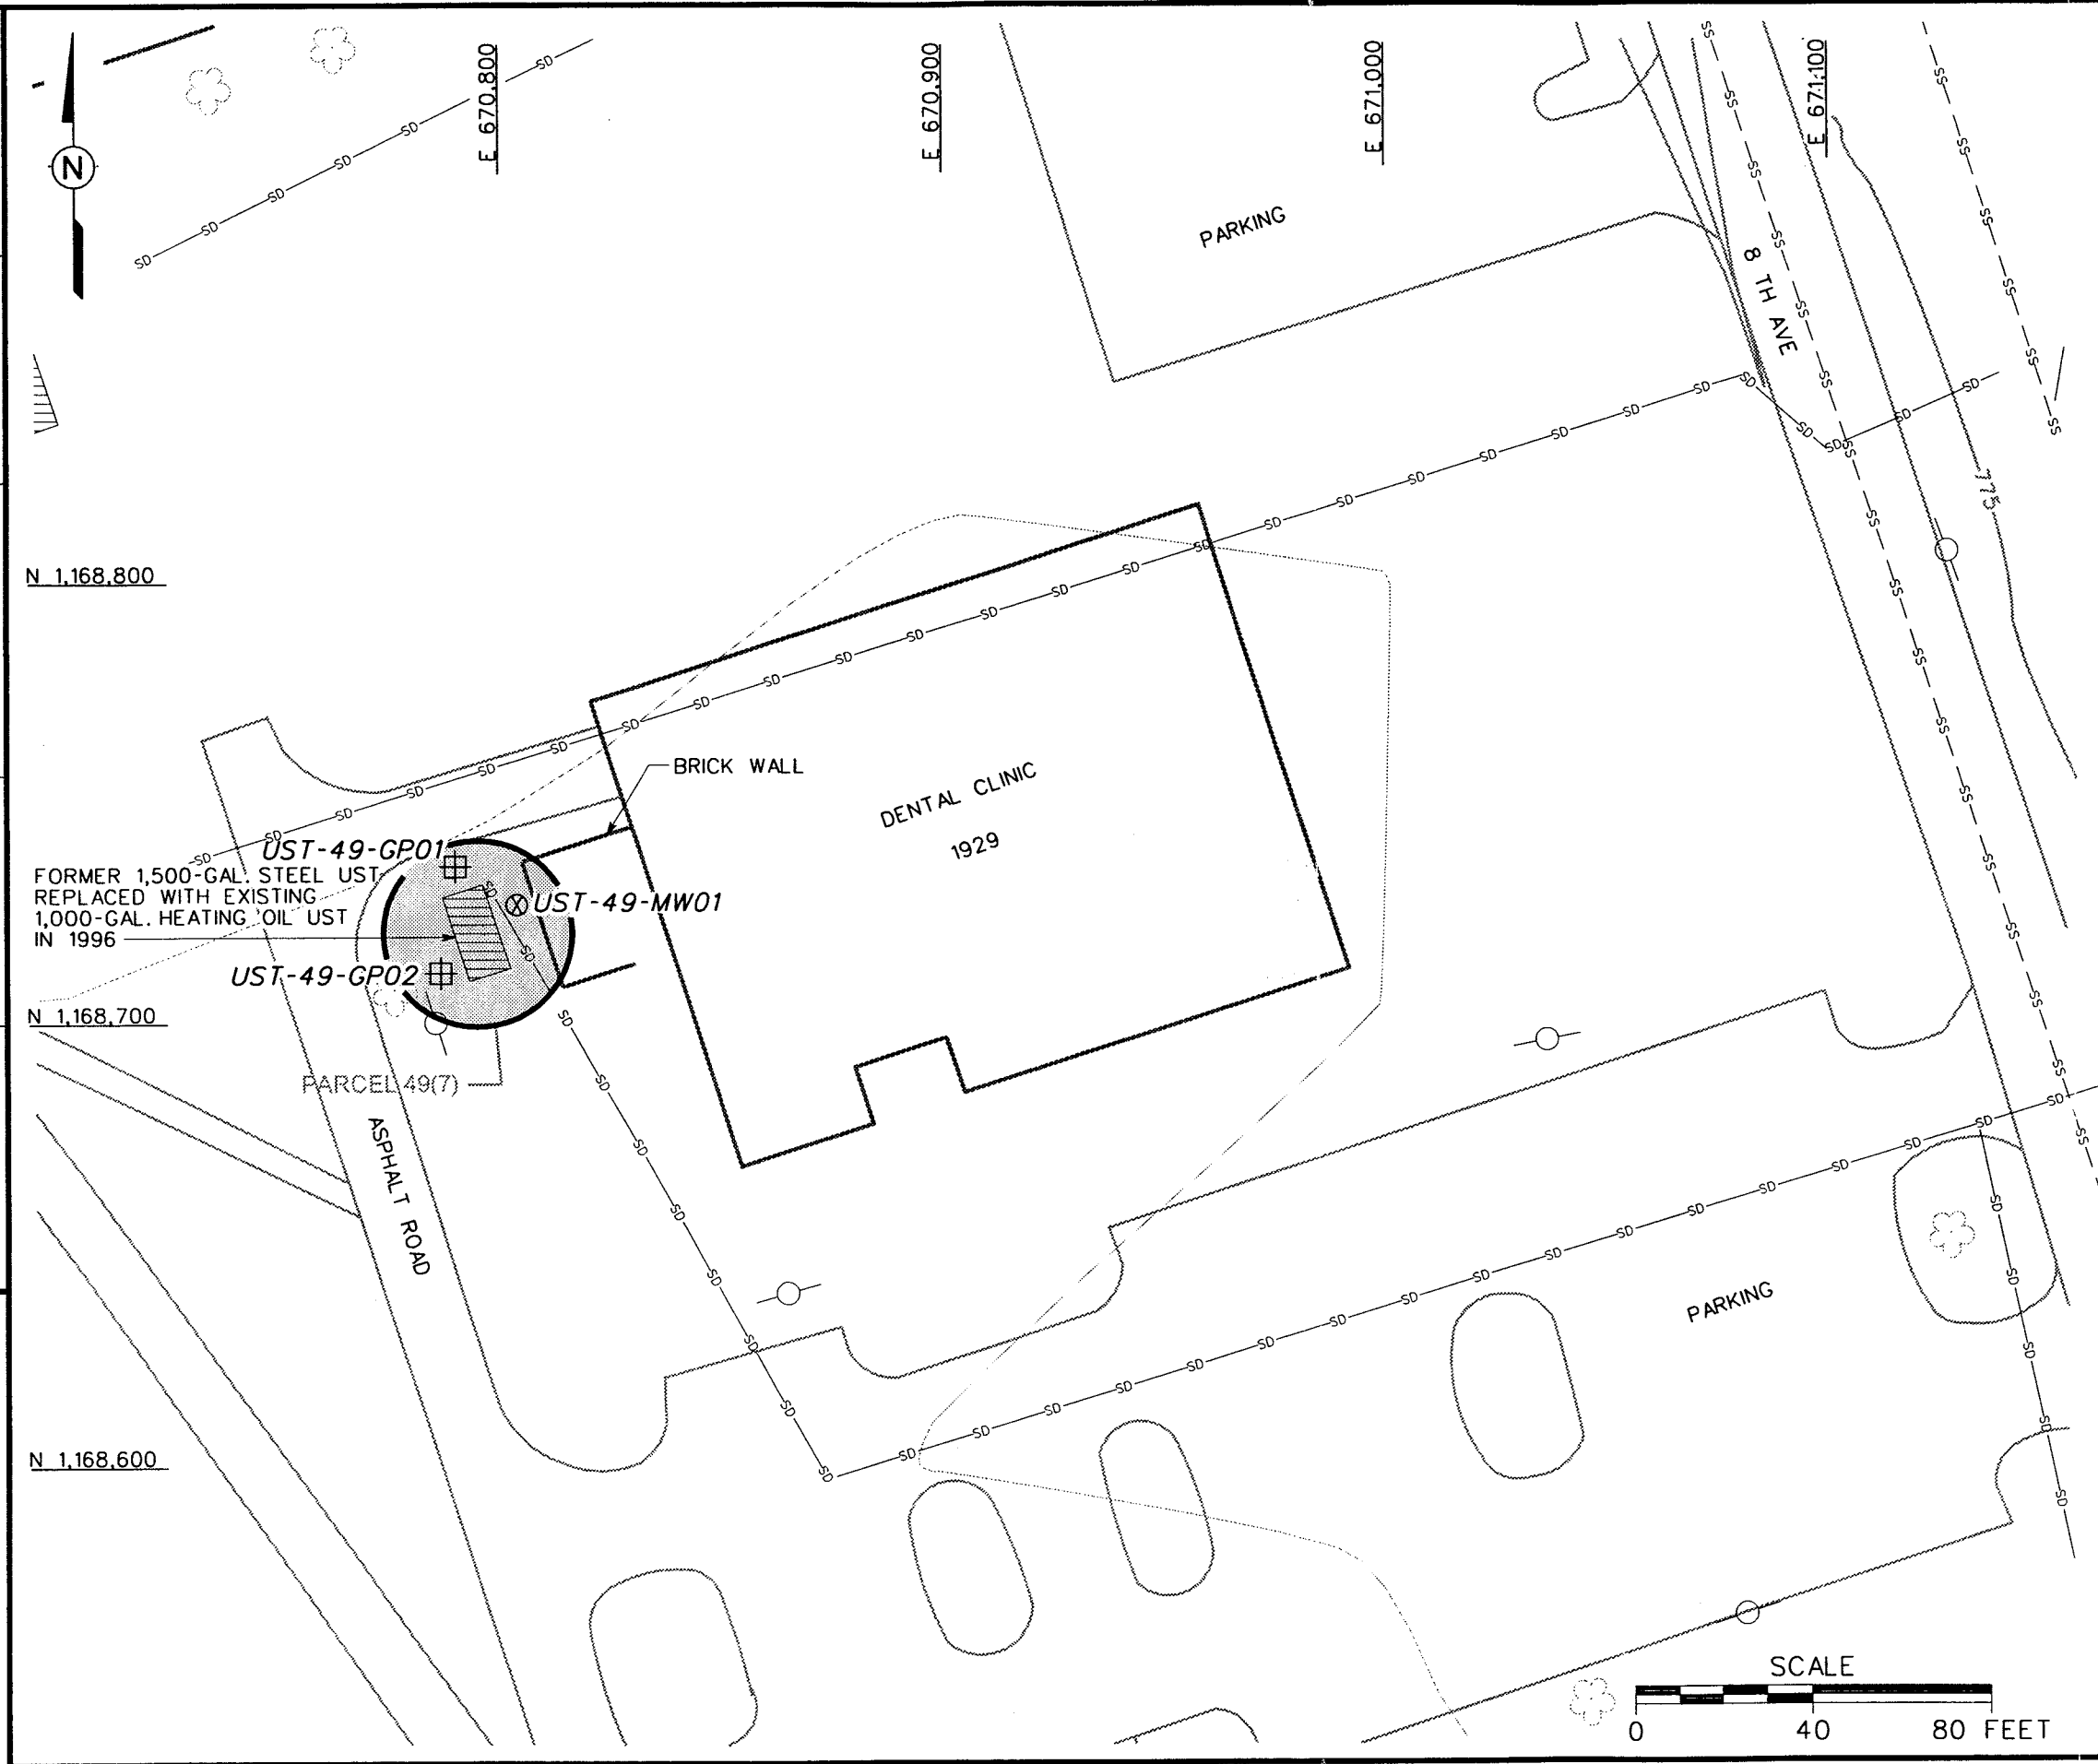 N
E 670,800
E 670,900
E 671,000
E 671,100
PARKING
8 TH AVE
775
N 1,168,800
BRICK WALL
DENTAL CLINIC
1929
UST-49-GP01
FORMER 1,500-GAL. STEEL UST
REPLACED WITH EXISTING
1,000-GAL. HEATING OIL UST
IN 1996
UST-49-MW01
UST-49-GP02
N 1,168,700
PARCEL 49(7)
ASPHALT ROAD
PARKING
N 1,168,600
SCALE
0 40 80 FEET
SD
SS